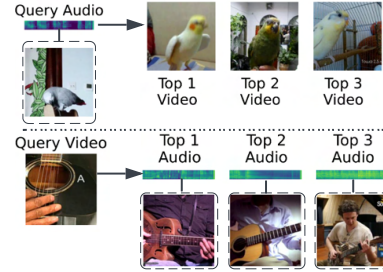 Query Audio
Top 1
Video
Top 2
Video
Top 3
Video
Query Video
Top 1
Audio
Top 2
Audio
Top 3
Audio
A